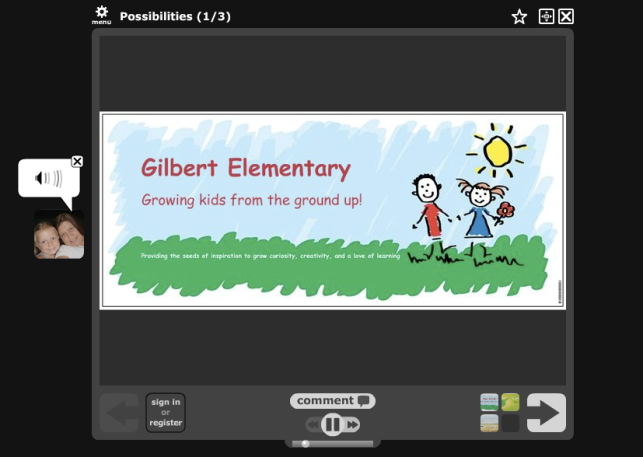 menu
Possibilities (1/3)
Gilbert Elementary
Growing kids from the ground up!
Providing the seeds of inspiration to grow curiosity, creativity, and a love of learning
sign in
or
register
comment